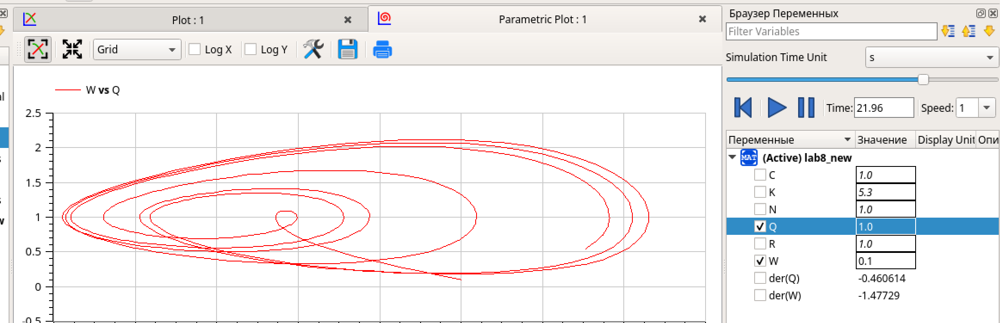 Plot : 1
Parametric Plot : 1
Grid
Log X
Log Y
W vs Q
2.5
2
1.5
1
0.5
0
-0.5
Браузер Переменных
Filter Variables
Simulation Time Unit
s
Time:
21.96
Speed:
1
Переменные Значение Display Unit Опи
MAT (Active) lab8_new
C 1.0
K 5.3
N 1.0
Q 1.0
R 1.0
W 0.1
der(Q) -0.460614
der(W) -1.47729